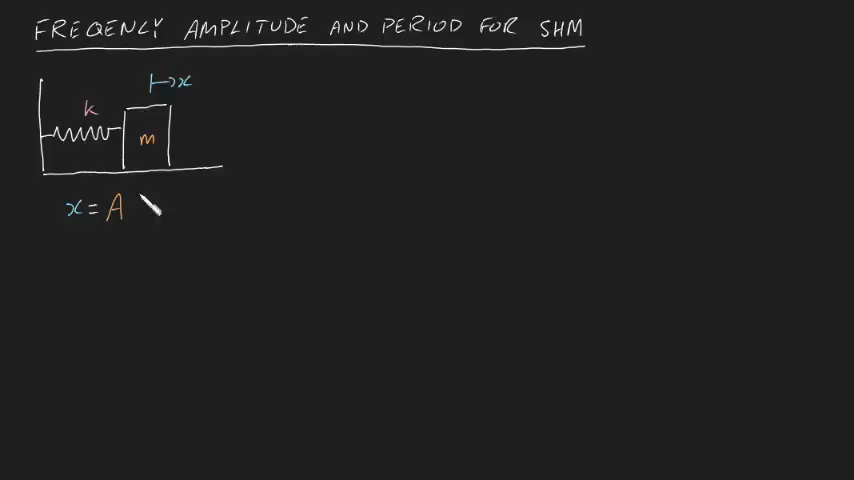 FREQENCY AMPLITUDE AND PERIOD FOR SHM
x
k
m
x = A